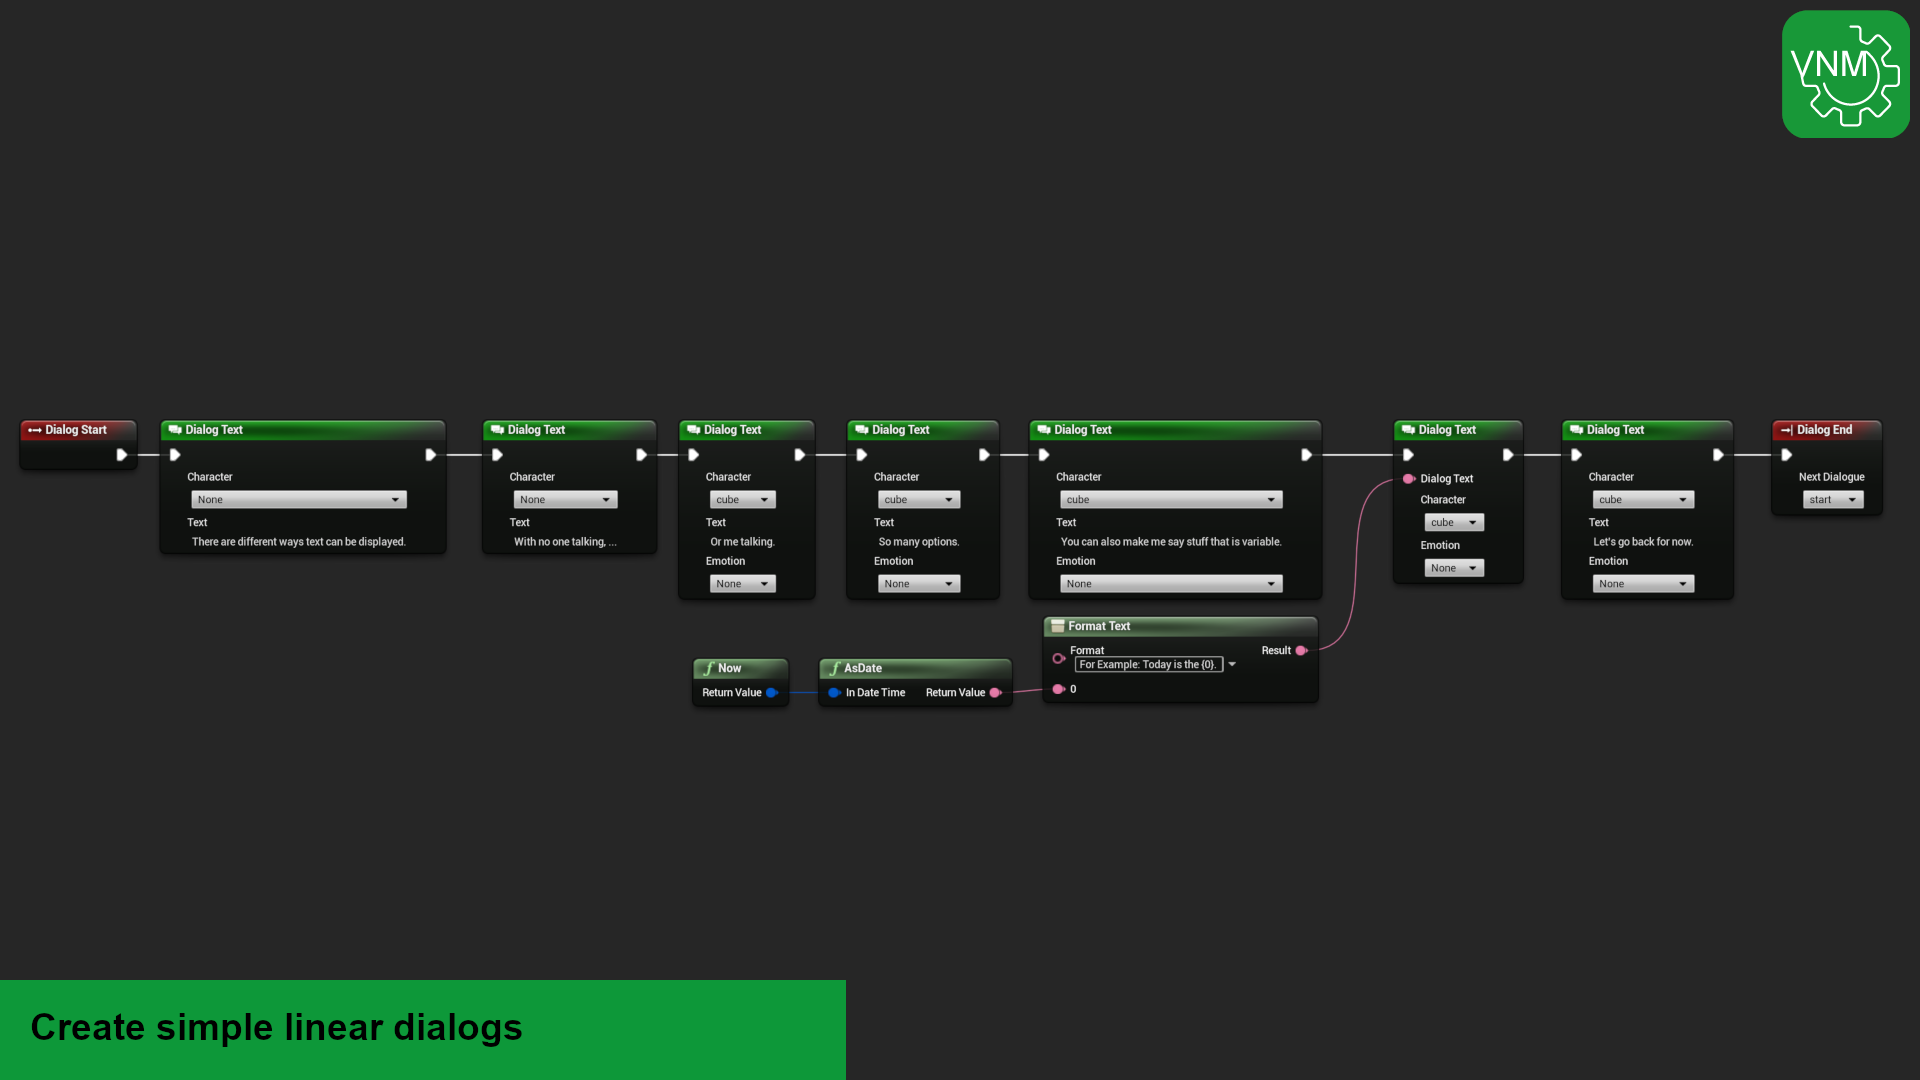 VNM
Dialog Start
Dialog Text
Character
None
Text
There are different ways text can be displayed.
Dialog Text
Character
None
Text
With no one talking, ...
Dialog Text
Character
cube
Text
Or me talking.
Emotion
None
Dialog Text
Character
cube
Text
So many options.
Emotion
None
Dialog Text
Character
cube
Text
You can also make me say stuff that is variable.
Emotion
None
Dialog Text
Dialog Text
Character
cube
Emotion
None
Dialog Text
Character
cube
Text
Let's go back for now.
Emotion
None
Dialog End
Next Dialogue
start
Now
Return Value
AsDate
In Date Time Return Value
Format Text
Format Result
For Example: Today is the {0}.
0
Create simple linear dialogs